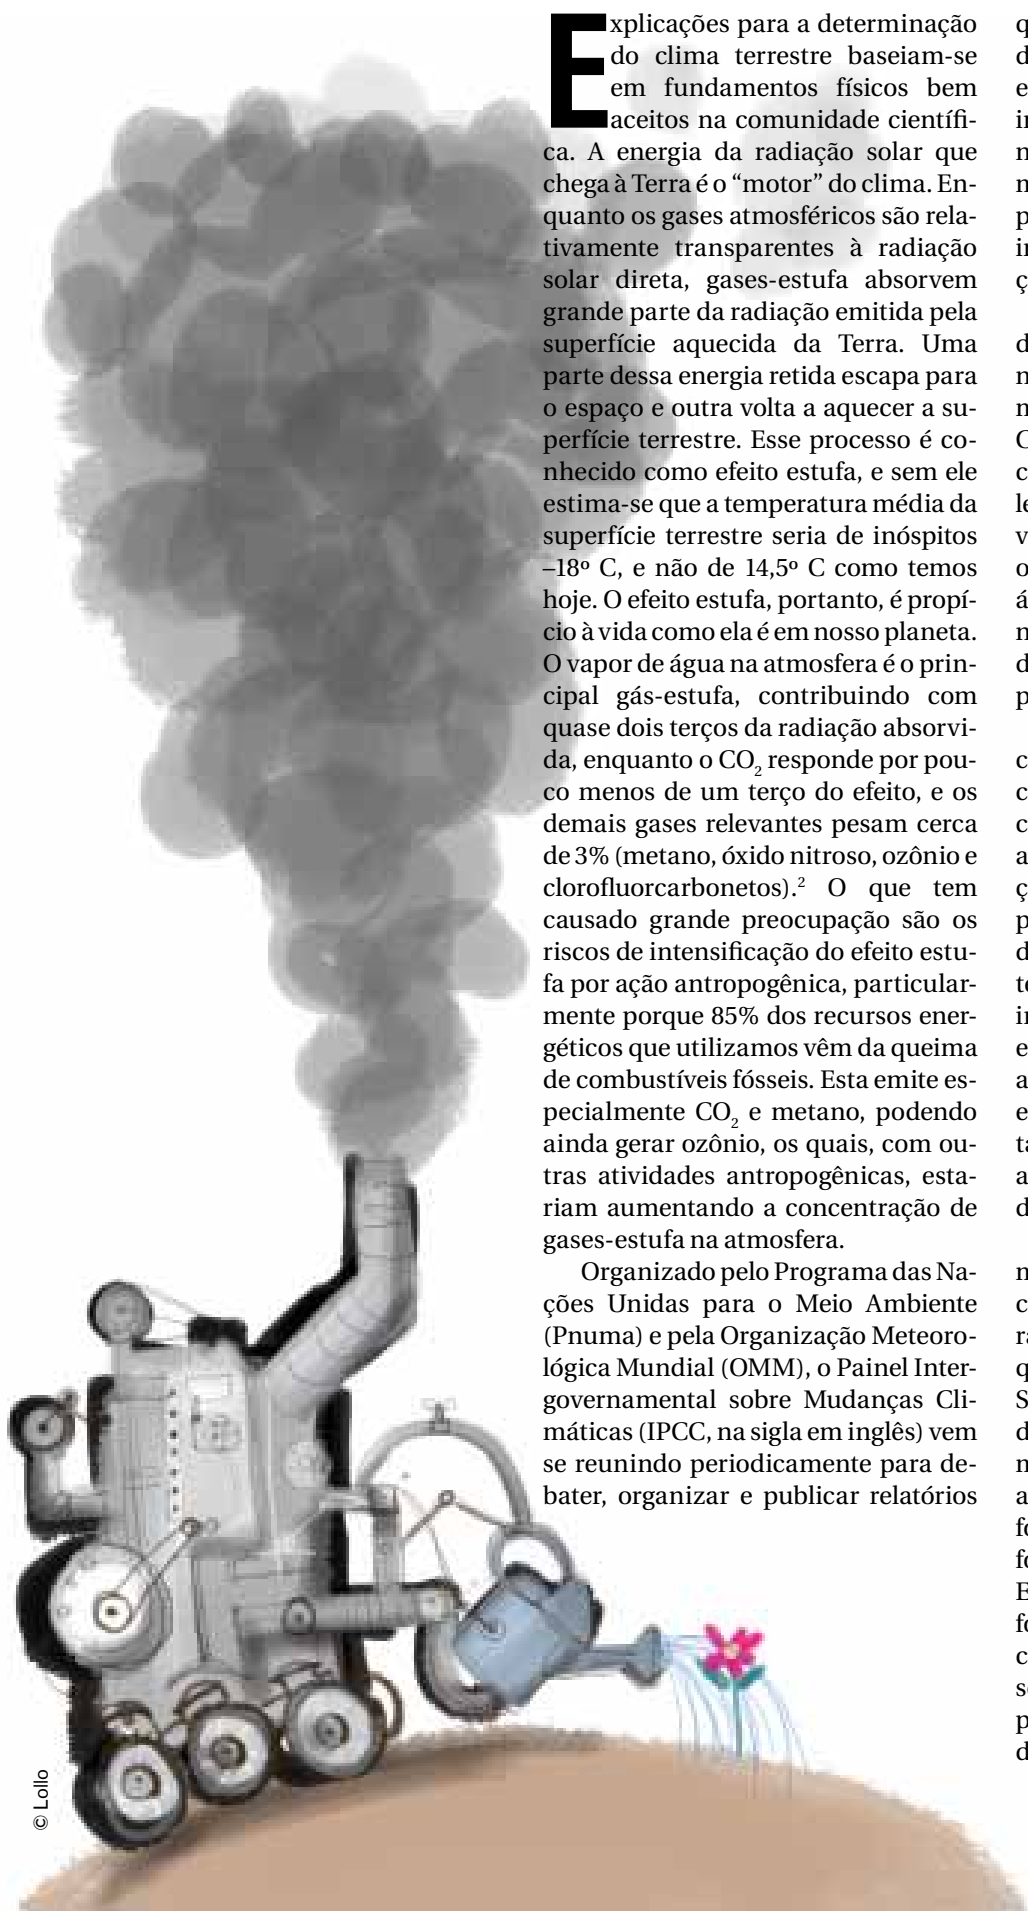 Explicações para a determinação
do clima terrestre baseiam-se
em fundamentos físicos bem
aceitos na comunidade científi-
ca. A energia da radiação solar que
chega à Terra é o “motor” do clima. En-
quanto os gases atmosféricos são rela-
tivamente transparentes à radiação
solar direta, gases-estufa absorvem
grande parte da radiação emitida pela
superfície aquecida da Terra. Uma
parte dessa energia retida escapa para
o espaço e outra volta a aquecer a su-
perfície terrestre. Esse processo é co-
nhecido como efeito estufa, e sem ele
estima-se que a temperatura média da
superfície terrestre seria de inóspitos
–18º C, e não de 14,5º C como temos
hoje. O efeito estufa, portanto, é propí-
cio à vida como ela é em nosso planeta.
O vapor de água na atmosfera é o prin-
cipal gás-estufa, contribuindo com
quase dois terços da radiação absorvi-
da, enquanto o CO₂ responde por pou-
co menos de um terço do efeito, e os
demais gases relevantes pesam cerca
de 3% (metano, óxido nitroso, ozônio e
clorofluorcarbonetos).² O que tem
causado grande preocupação são os
riscos de intensificação do efeito estu-
fa por ação antropogênica, particular-
mente porque 85% dos recursos ener-
géticos que utilizamos vêm da queima
de combustíveis fósseis. Esta emite es-
pecialmente CO₂ e metano, podendo
ainda gerar ozônio, os quais, com ou-
tras atividades antropogênicas, esta-
riam aumentando a concentração de
gases-estufa na atmosfera.
Organizado pelo Programa das Na-
ções Unidas para o Meio Ambiente
(Pnuma) e pela Organização Meteoro-
lógica Mundial (OMM), o Painel Inter-
governamental sobre Mudanças Cli-
máticas (IPCC, na sigla em inglês) vem
se reunindo periodicamente para de-
bater, organizar e publicar relatórios
© Lollo